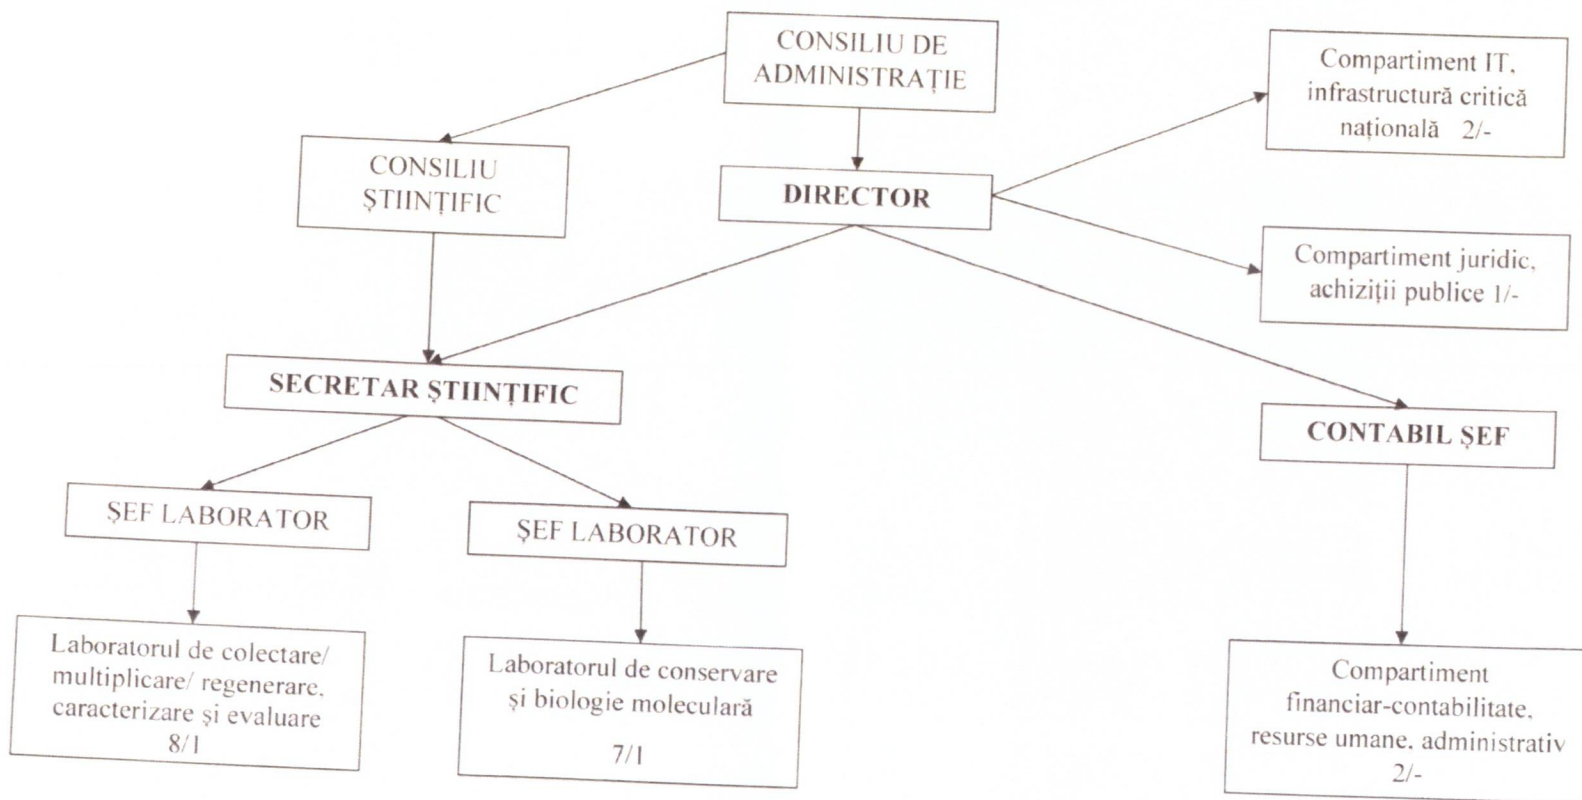 CONSILIU DE
ADMINISTRAȚIE
Compartiment IT,
infrastructură critică
națională 2/-
CONSILIU
ȘTIINȚIFIC
DIRECTOR
Compartiment juridic,
achiziții publice 1/-
SECRETAR ȘTIINȚIFIC
CONTABIL ȘEF
ȘEF LABORATOR
ȘEF LABORATOR
Laboratorul de colectare/
multiplicare/ regenerare,
caracterizare și evaluare
8/1
Laboratorul de conservare
și biologie moleculară
7/1
Compartiment
financiar-contabilitate,
resurse umane, administrativ
2/-